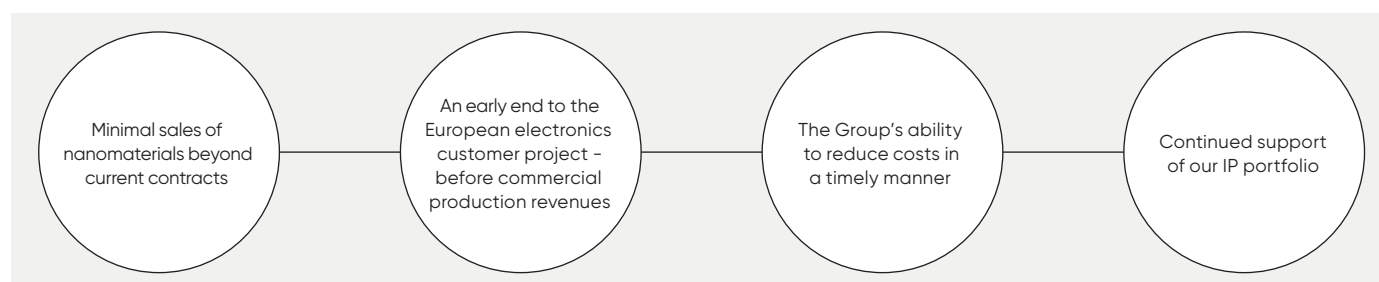 Minimal sales of
nanomaterials beyond
current contracts
An early end to the
European electronics
customer project -
before commercial
production revenues
The Group's ability
to reduce costs in
a timely manner
Continued support
of our IP portfolio